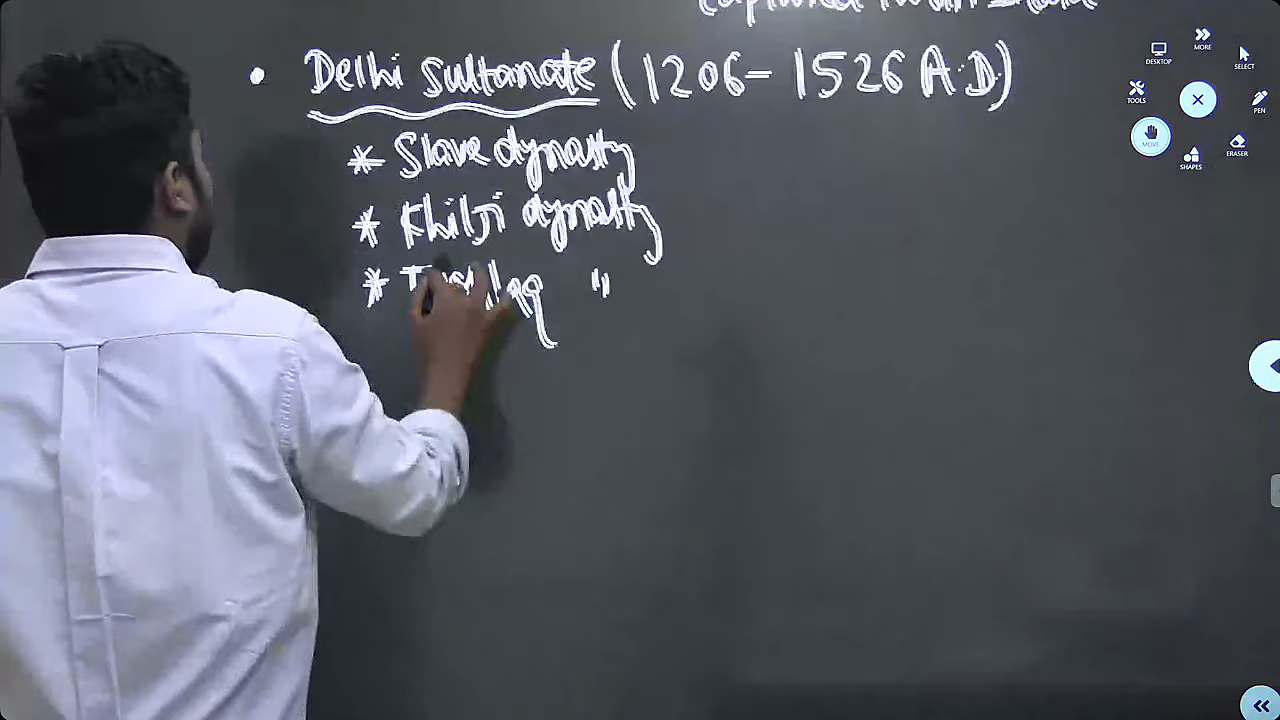 • Delhi Sultanate (1206- 1526 A.D)
* Slave dynasty
* Khilji dynasty
* "
DESKTOP
MORE
SELECT
TOOLS
PEN
MOVE
SHAPES
ERASER